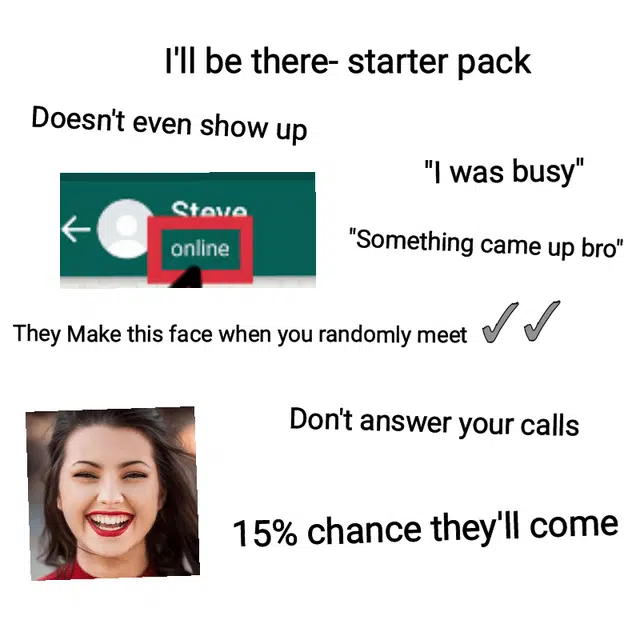 I'll be there- starter pack
Doesn't even show up
"I was busy"
Steve
online
"Something came up bro"
They Make this face when you randomly meet
Don't answer your calls
15% chance they'll come